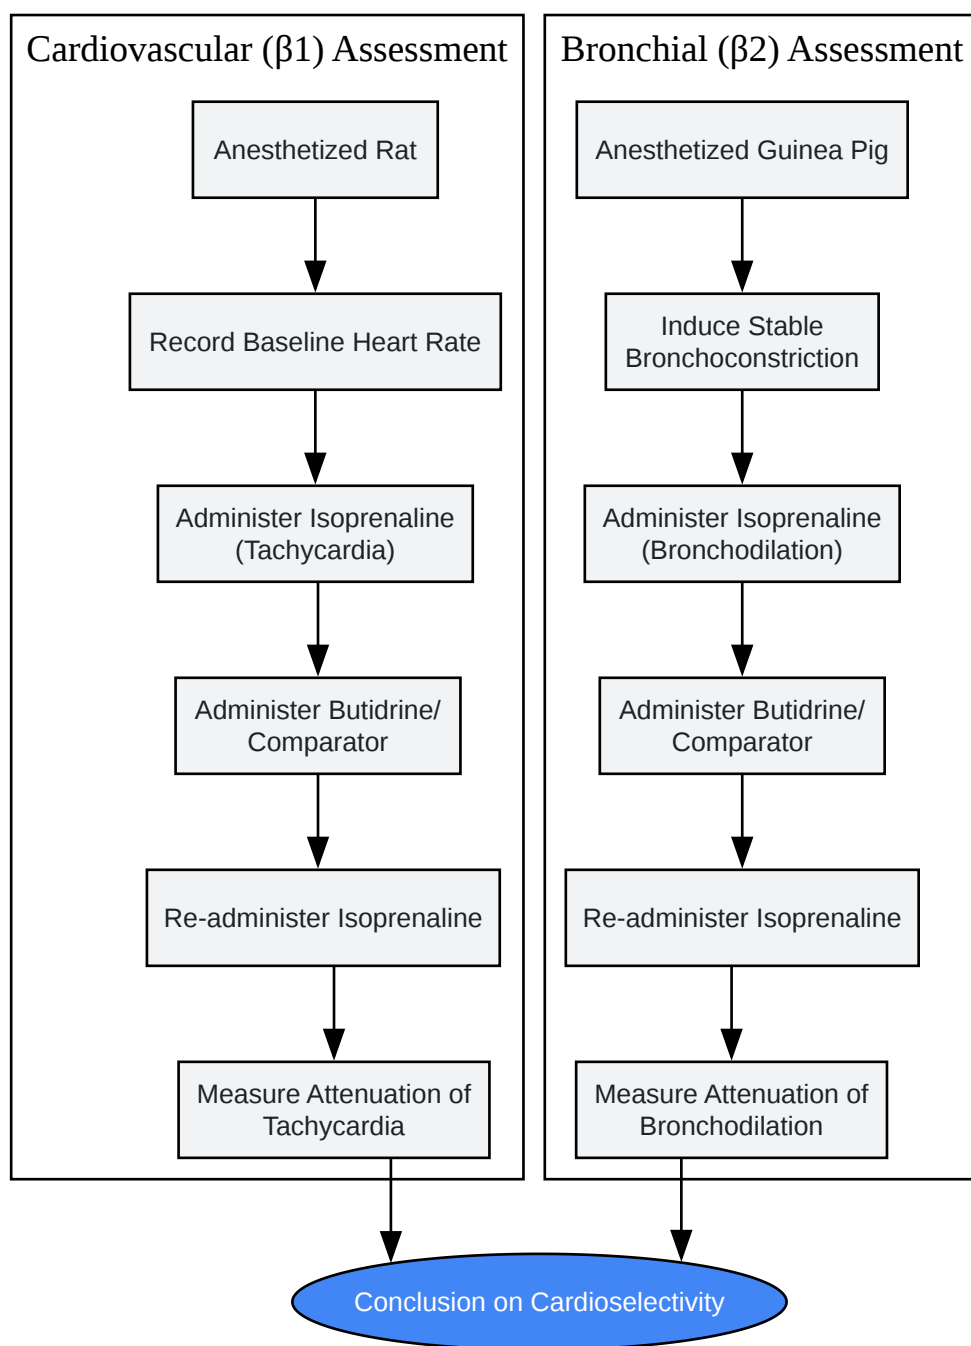 Cardiovascular (β1) Assessment
Anesthetized Rat
Record Baseline Heart Rate
Administer Isoprenaline
(Tachycardia)
Administer Butidrine/
Comparator
Re-administer Isoprenaline
Measure Attenuation of
Tachycardia
Bronchial (β2) Assessment
Anesthetized Guinea Pig
Induce Stable
Bronchoconstriction
Administer Isoprenaline
(Bronchodilation)
Administer Butidrine/
Comparator
Re-administer Isoprenaline
Measure Attenuation of
Bronchodilation
Conclusion on Cardioselectivity